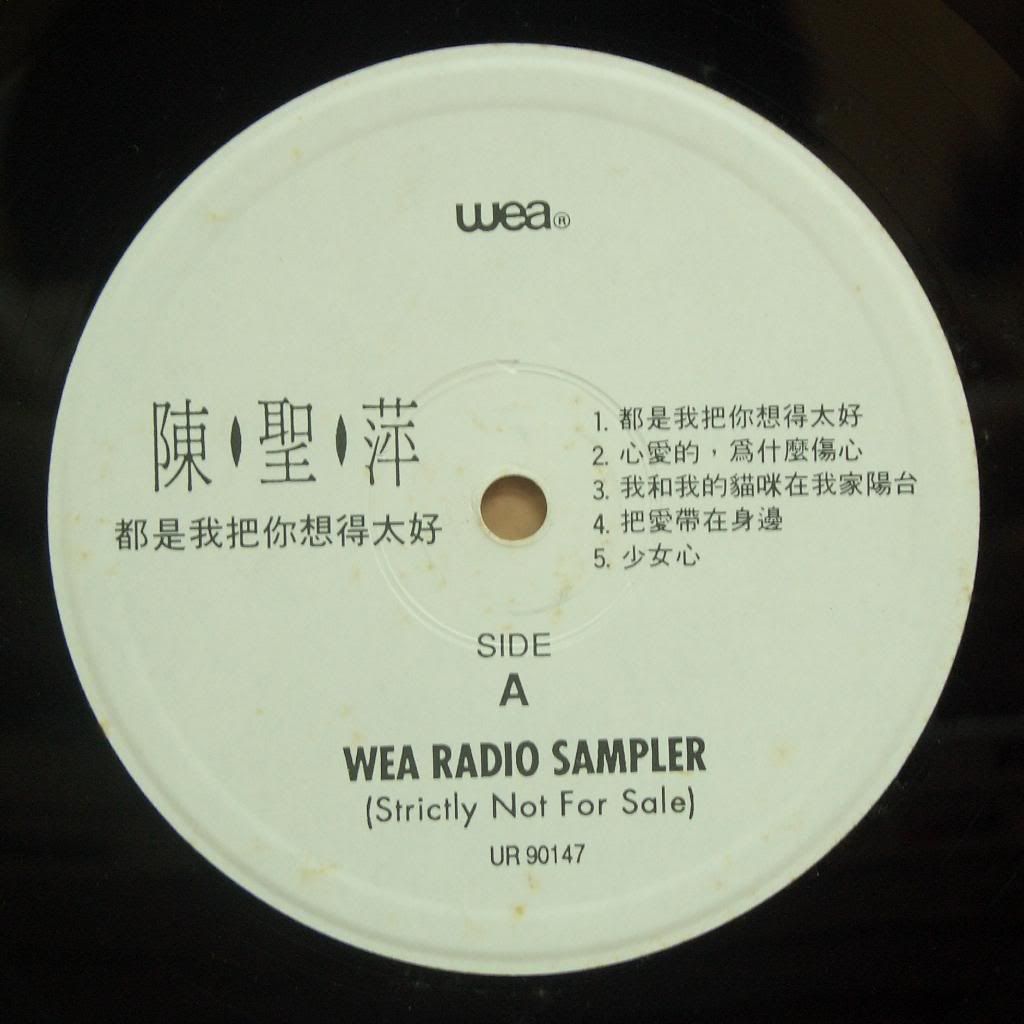 wea®
陳・聖・萍
都是我把你想得太好
1. 都是我把你想得太好
2. 心愛的，爲什麼傷心
3. 我和我的貓咪在我家陽台
4. 把愛帶在身邊
5. 少女心
SIDE
A
WEA RADIO SAMPLER
(Strictly Not For Sale)
UR 90147